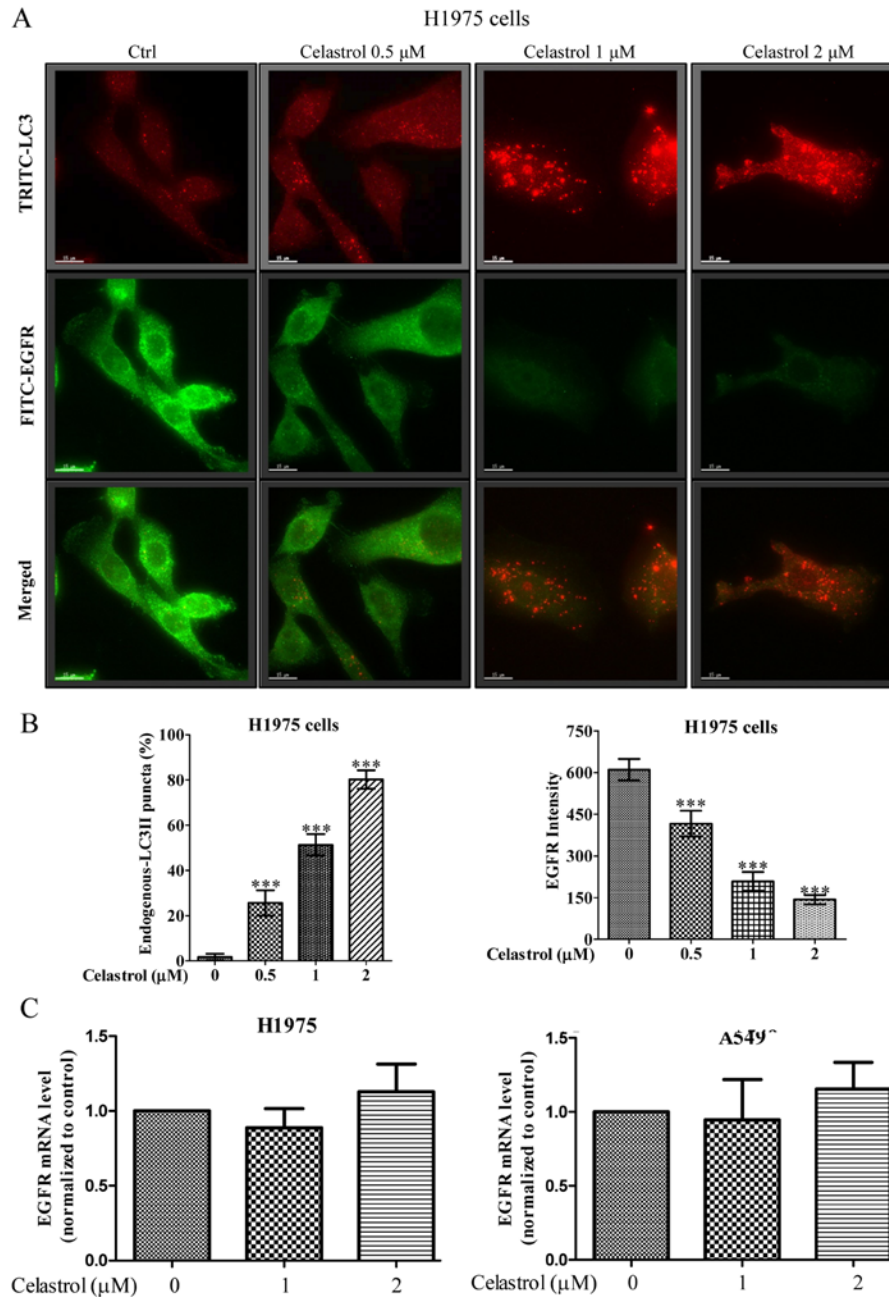 A
H1975 cells
Ctrl
Celastrol 0.5 μM
Celastrol 1 μM
Celastrol 2 μM
TRITC-LC3
FITC-EGFR
Merged
B
H1975 cells
Endogenous-LC3II puncta (%)
100
80
60
40
20
0
***
***
***
Celastrol (μM)
0
0.5
1
2
H1975 cells
EGFR Intensity
750
600
450
300
150
0
***
***
***
Celastrol (μM)
0
0.5
1
2
C
H1975
EGFR mRNA level
(normalized to control)
1.5
1.0
0.5
0.0
Celastrol (μM)
0
1
2
A549
EGFR mRNA level
(normalized to control)
1.5
1.0
0.5
0.0
Celastrol (μM)
0
1
2